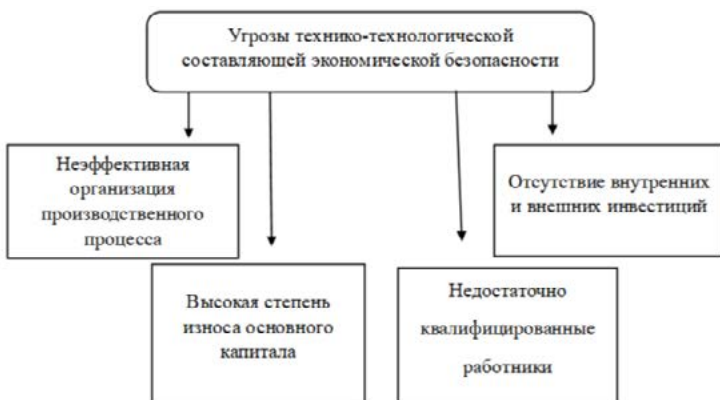 Угрозы технико-технологической
составляющей экономической безопасности
Неэффективная
организация
производственного
процесса
Отсутствие внутренних
и внешних инвестиций
Высокая степень
износа основного
капитала
Недостаточно
квалифицированные
работники